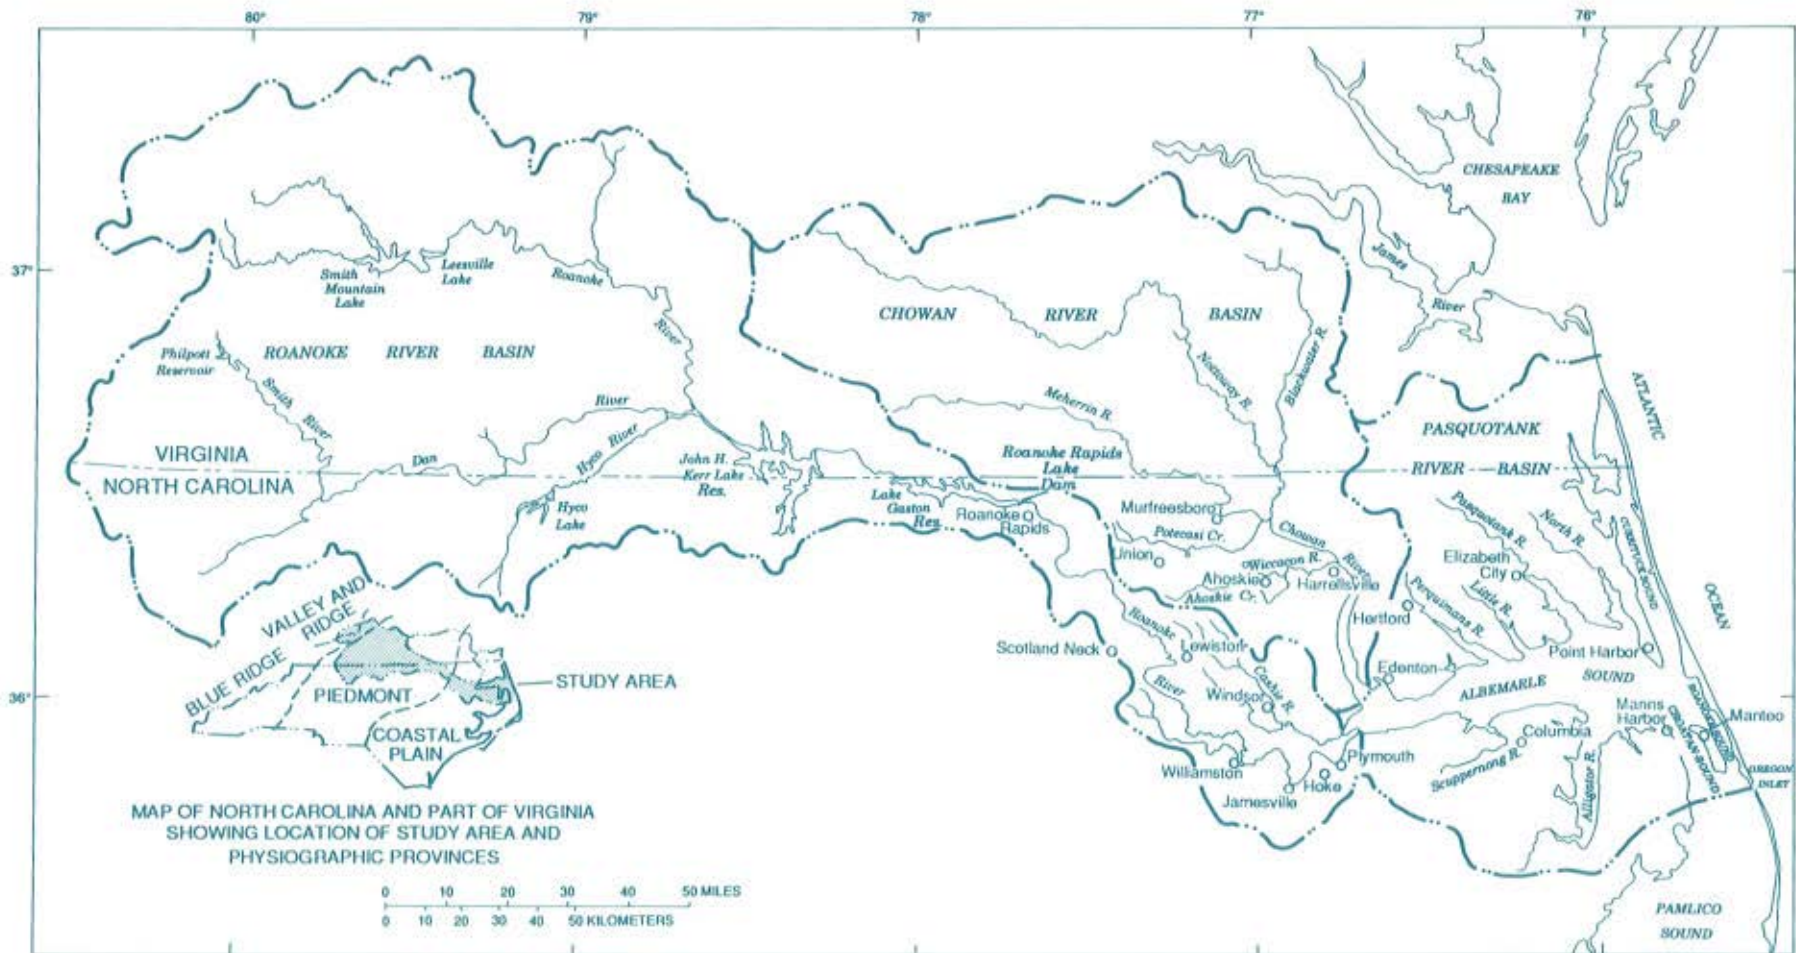 80°
79°
78°
77°
76°
37°
36°
CHESAPEAKE
BAY
James
River
Smith
Mountain
Lake
Leesville
Lake
Roanoke
River
CHOWAN RIVER BASIN
Philpott
Reservoir
ROANOKE RIVER BASIN
Smith River
Nottoway R.
Blackwater R.
Meherrin R.
ATLANTIC
OCEAN
River
Dan
Hyco River
VIRGINIA
NORTH CAROLINA
PASQUOTANK
RIVER BASIN
John H.
Kerr Lake
Res.
Roanoke Rapids
Lake
Dam
Hyco
Lake
Lake
Gaston
Res
Roanoke
Rapids
Murfreesboro
Potecasi Cr.
Union
Chowan
River
Wiccacon R.
Ahoskie
Ahoskie Cr.
Harrellsville
Pasquotank R.
North R.
Elizabeth
City
Little R.
Perquimans R.
CURRITUCK SOUND
Hertford
Point Harbor
Scotland Neck
Roanoke
River
Lewiston
Cashie R.
Windsor
Edenton
ALBEMARLE SOUND
Manns
Harbor
ROANOKE SOUND
CROATAN SOUND
Manteo
Columbia
Scuppernong R.
Alligator R.
OREGON
INLET
Plymouth
Hoke
Williamston
Jamesville
PAMLICO
SOUND
VALLEY AND
RIDGE
BLUE RIDGE
PIEDMONT
COASTAL
PLAIN
STUDY AREA
MAP OF NORTH CAROLINA AND PART OF VIRGINIA
SHOWING LOCATION OF STUDY AREA AND
PHYSIOGRAPHIC PROVINCES
0 10 20 30 40 50 MILES
0 10 20 30 40 50 KILOMETERS